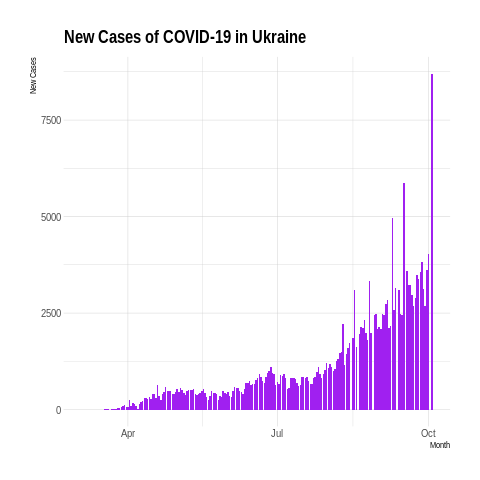 New Cases of COVID-19 in Ukraine
New Cases
7500
5000
2500
0
Apr
Jul
Oct
Month